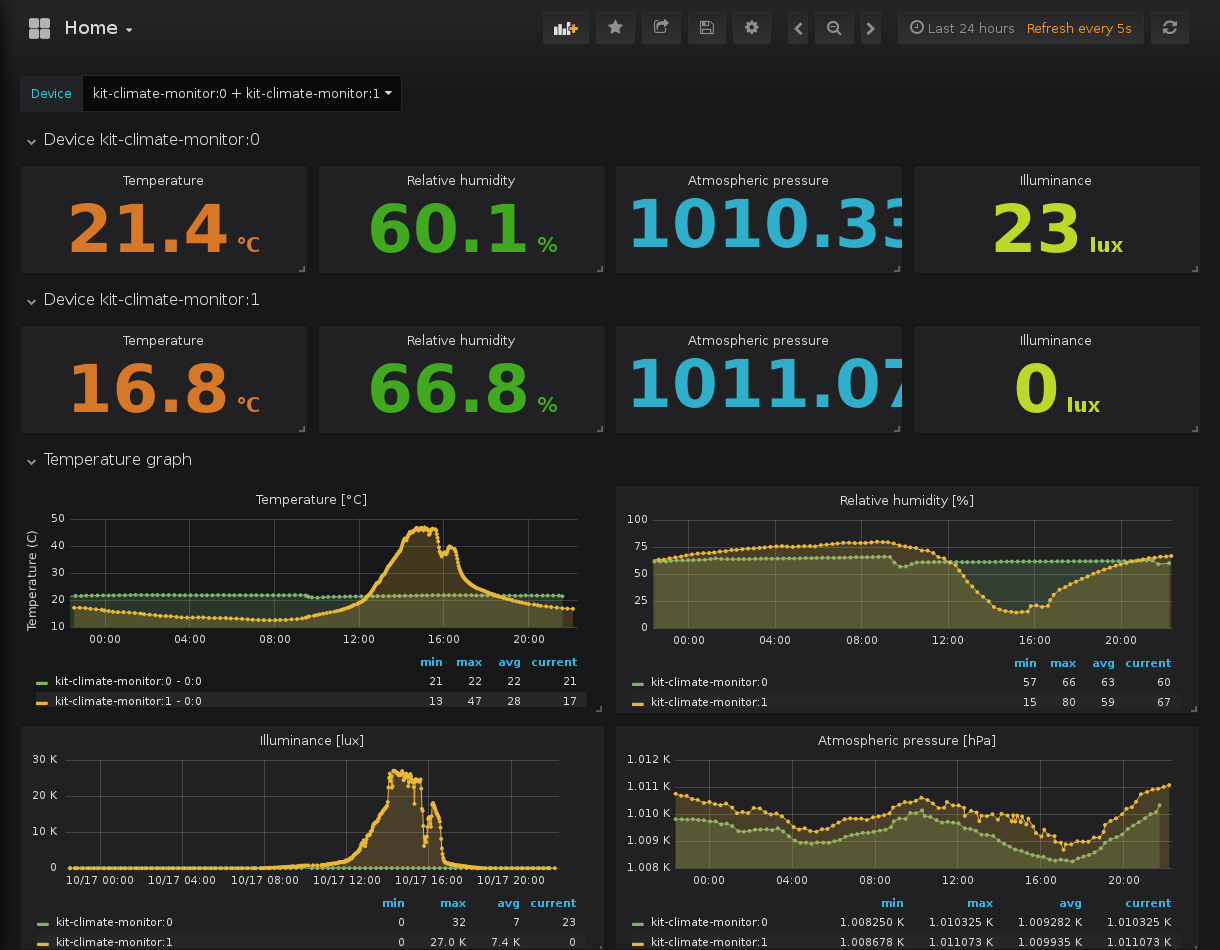 Home
Last 24 hours Refresh every 5s
Device kit-climate-monitor:0 + kit-climate-monitor:1
Device kit-climate-monitor:0
Temperature Relative humidity Atmospheric pressure Illuminance
21.4 °C 60.1 % 1010.33 23 lux
Device kit-climate-monitor:1
Temperature Relative humidity Atmospheric pressure Illuminance
16.8 °C 66.8 % 1011.07 0 lux
Temperature graph
Temperature [°C]
Temperature (C)
50
40
30
20
10
00:00 04:00 08:00 12:00 16:00 20:00
min max avg current
kit-climate-monitor:0 - 0:0 21 22 22 21
kit-climate-monitor:1 - 0:0 13 47 28 17
Relative humidity [%]
100
75
50
25
0
00:00 04:00 08:00 12:00 16:00 20:00
min max avg current
kit-climate-monitor:0 57 66 63 60
kit-climate-monitor:1 15 80 59 67
Illuminance [lux]
30 K
20 K
10 K
0
10/17 00:00 10/17 04:00 10/17 08:00 10/17 12:00 10/17 16:00 10/17 20:00
min max avg current
kit-climate-monitor:0 0 32 7 23
kit-climate-monitor:1 0 27.0 K 7.4 K 0
Atmospheric pressure [hPa]
1.012 K
1.011 K
1.010 K
1.009 K
1.008 K
00:00 04:00 08:00 12:00 16:00 20:00
min max avg current
kit-climate-monitor:0 1.008250 K 1.010325 K 1.009282 K 1.010325 K
kit-climate-monitor:1 1.008678 K 1.011073 K 1.009935 K 1.011073 K